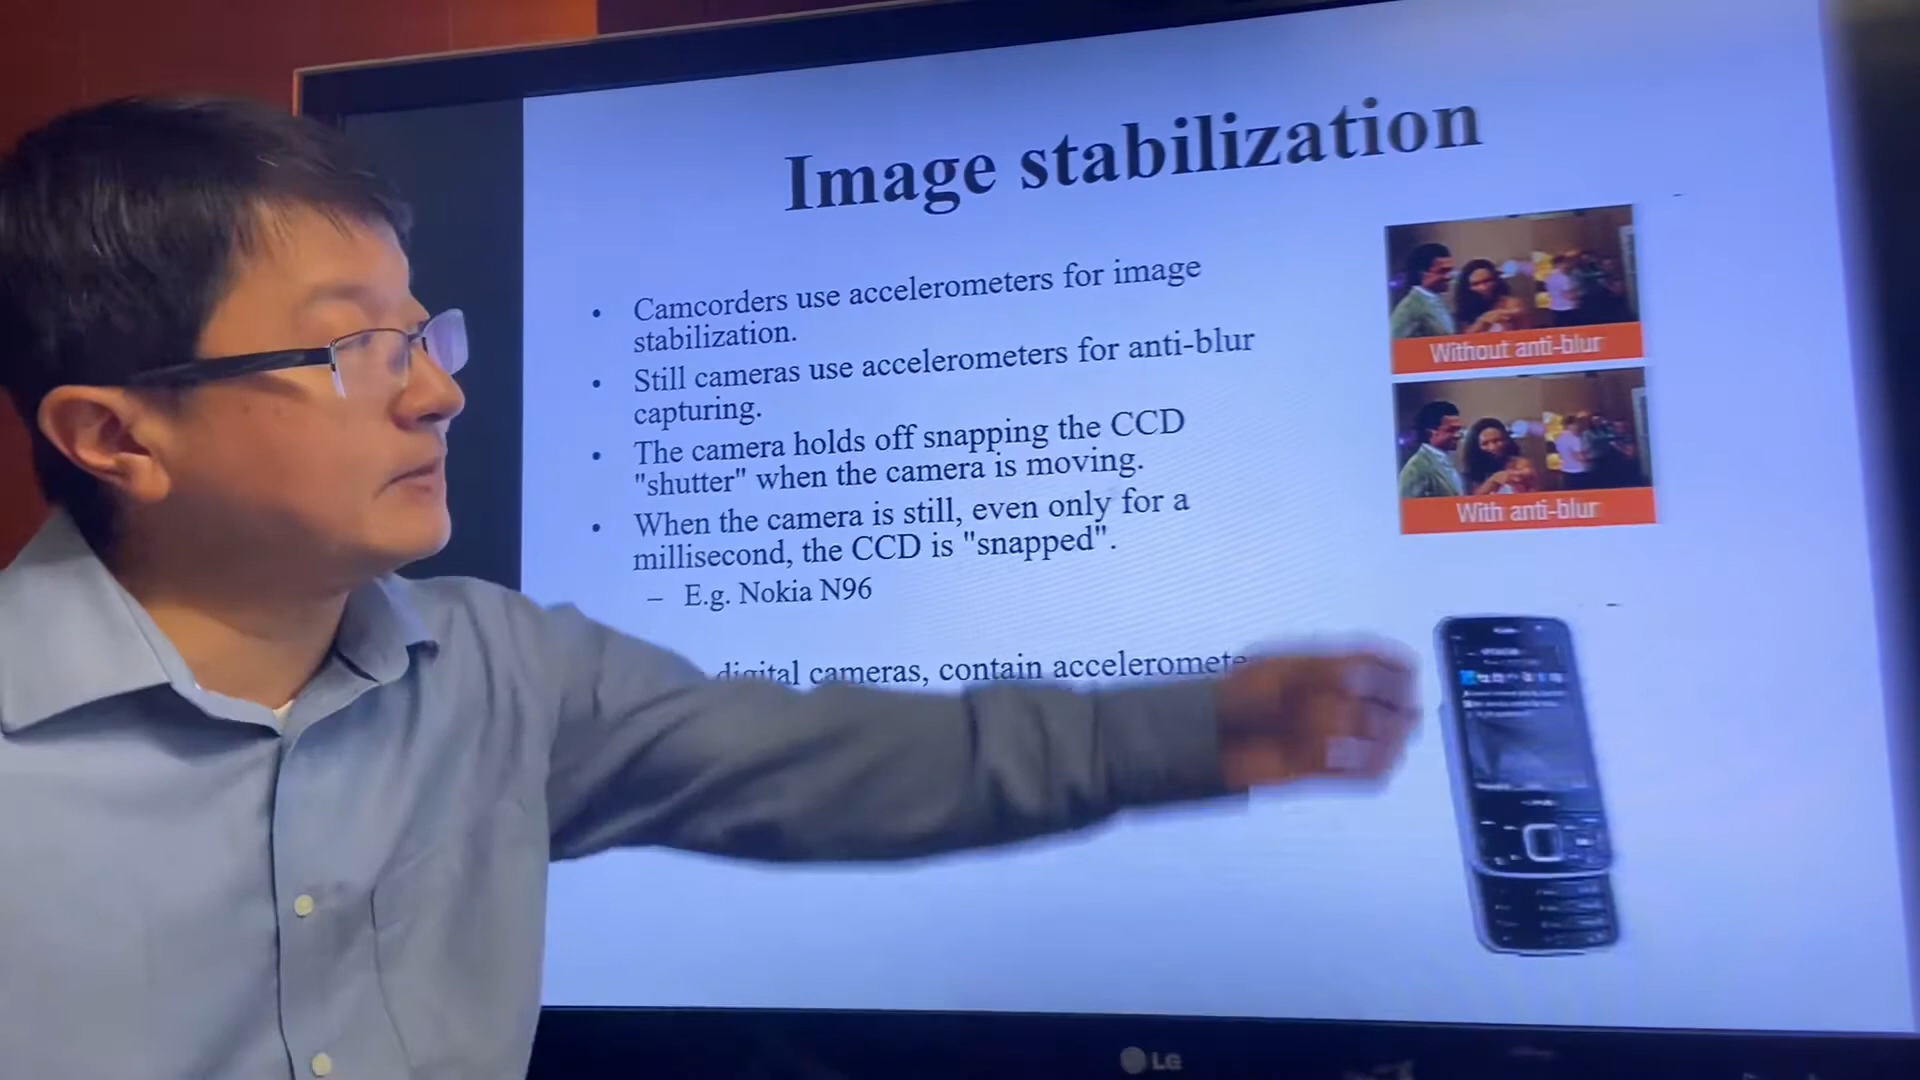 Image stabilization
• Camcorders use accelerometers for image
stabilization.
• Still cameras use accelerometers for anti-blur
capturing.
• The camera holds off snapping the CCD
"shutter" when the camera is moving.
• When the camera is still, even only for a
millisecond, the CCD is "snapped".
– E.g. Nokia N96
digital cameras, contain
Without anti-blur
With anti-blur
LG